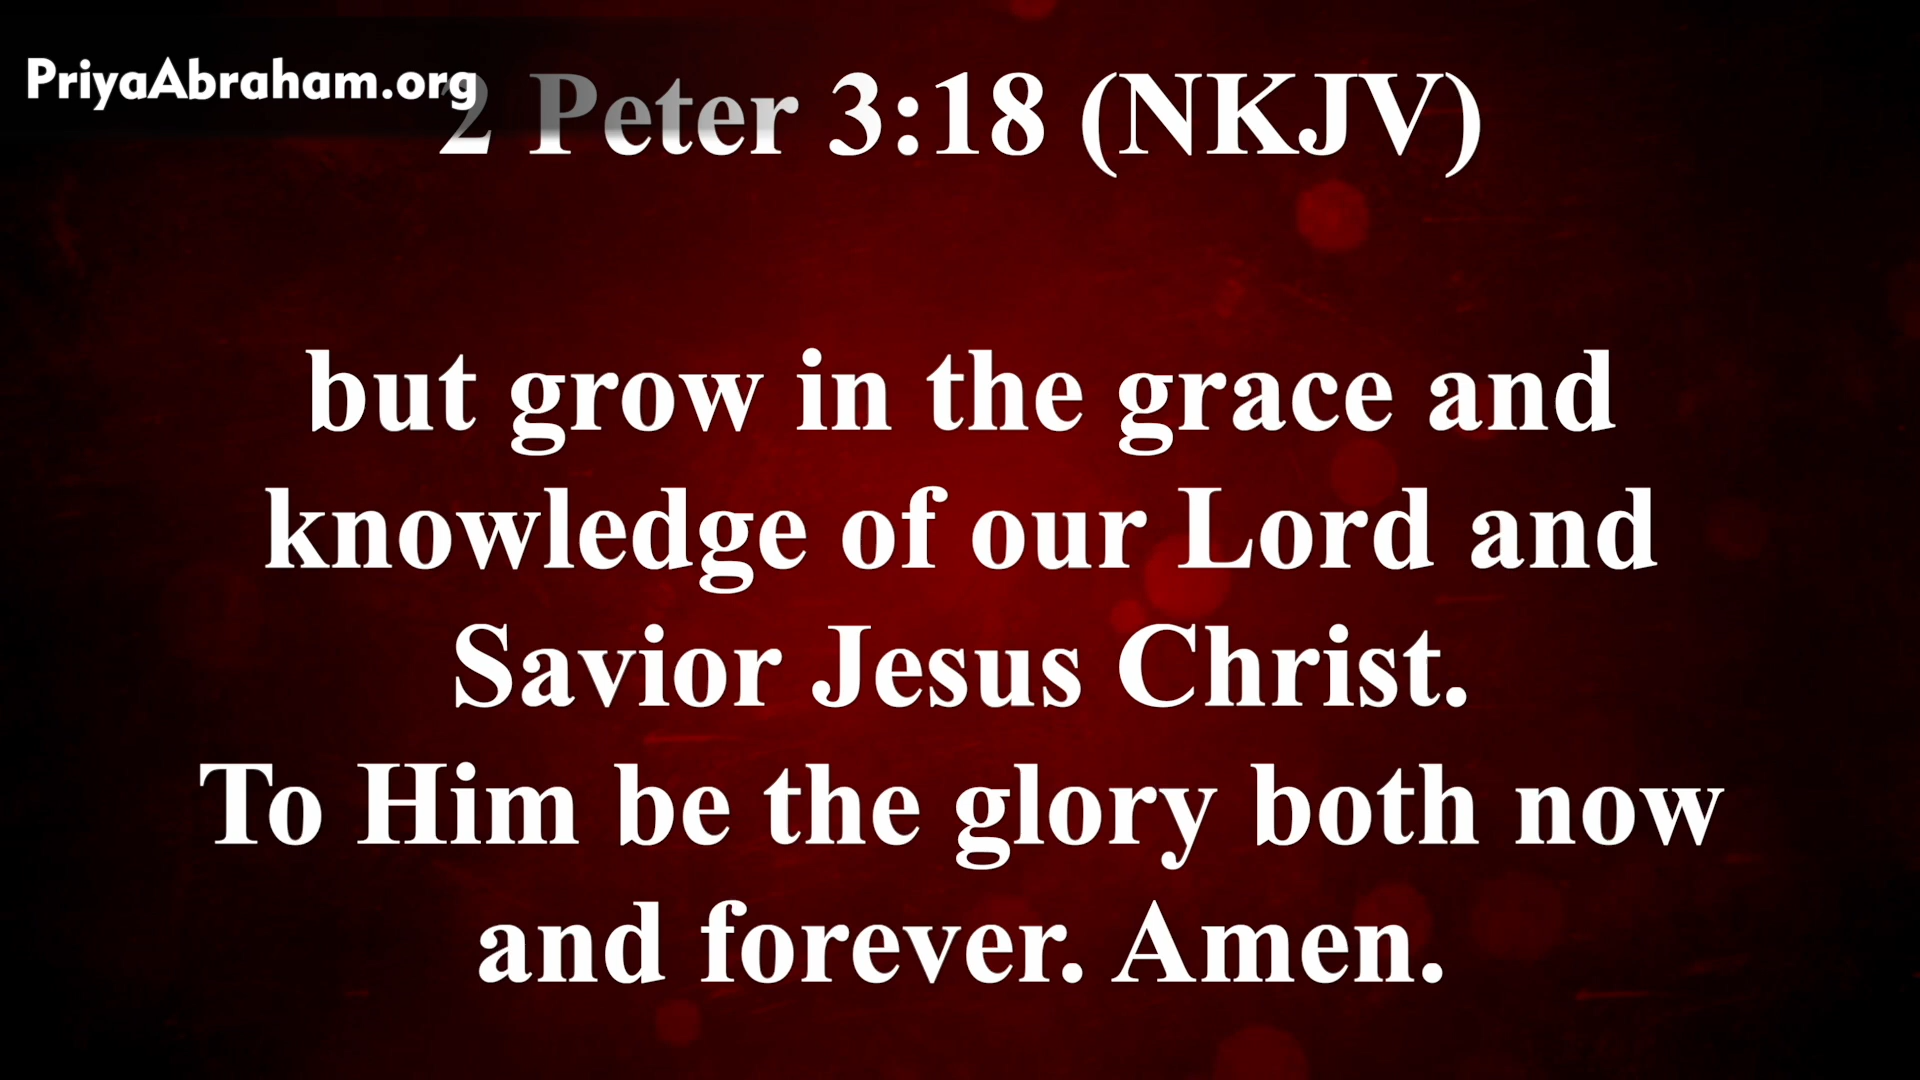 PriyaAbraham.org
2 Peter 3:18 (NKJV)
but grow in the grace and
knowledge of our Lord and
Savior Jesus Christ.
To Him be the glory both now
and forever. Amen.